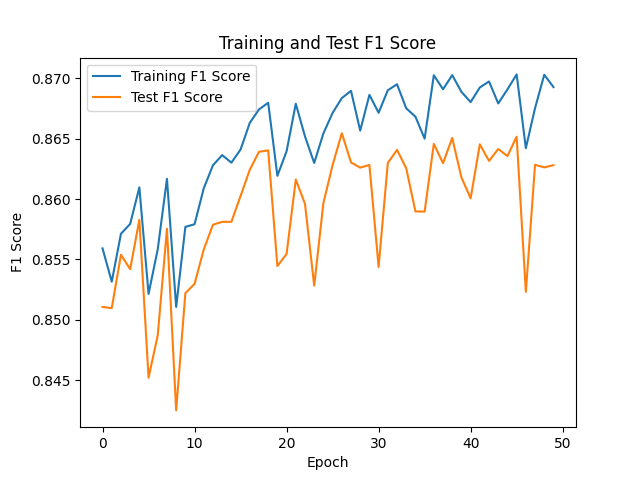 Training and Test F1 Score
Training F1 Score
Test F1 Score
0.870
0.865
0.860
0.855
0.850
0.845
F1 Score
0 10 20 30 40 50
Epoch